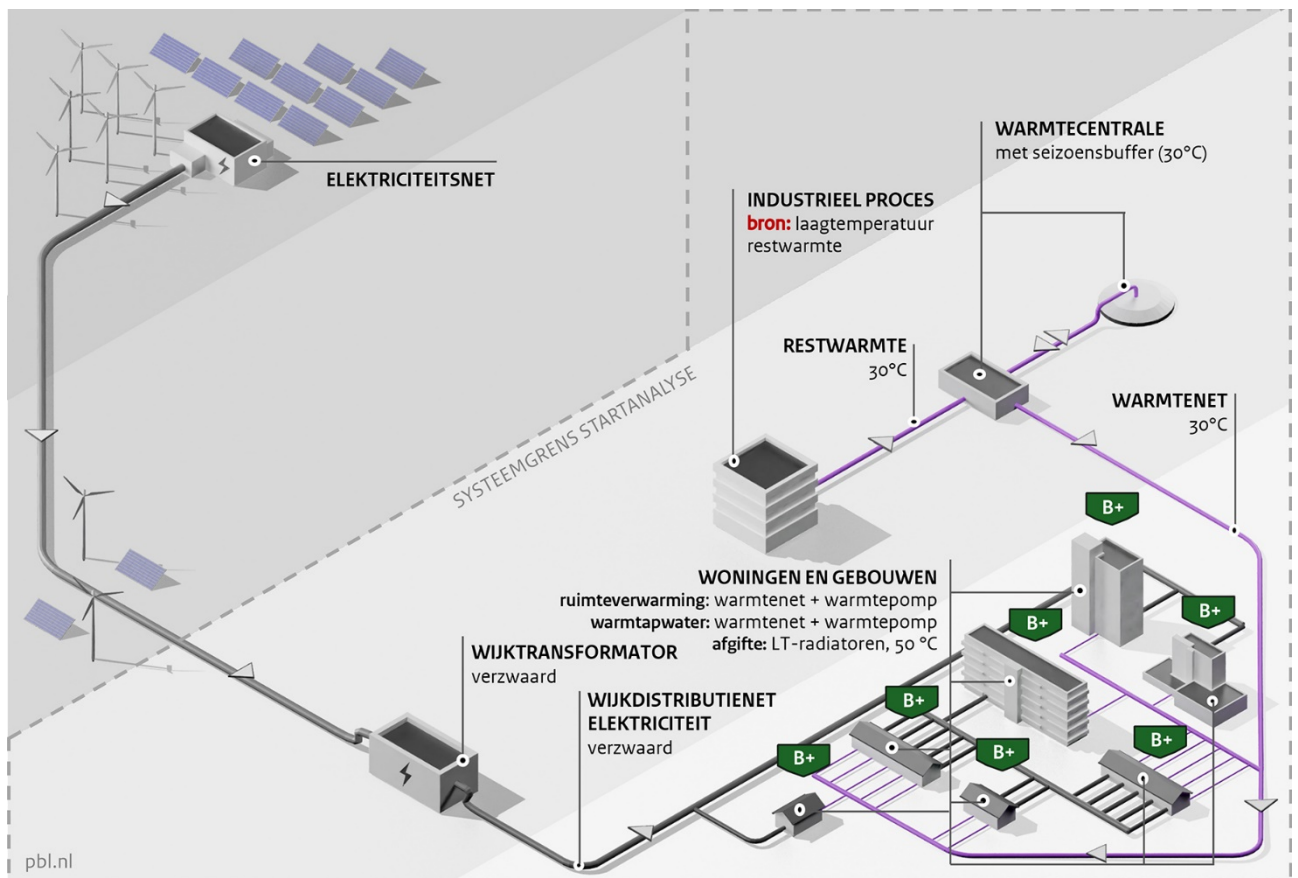 ELEKTRICITEITSNET
WARMTECENTRALE
met seizoensbuffer (30°C)
INDUSTRIEEL PROCES
bron: laagtemperatuur
restwarmte
RESTWARMTE
30°C
WARMTENET
30°C
SYSTEEMGRENS STARTANALYSE
B+
WONINGEN EN GEBOUWEN
ruimteverwarming: warmtenet + warmtepomp
warmtapwater: warmtenet + warmtepomp
afgifte: LT-radiatoren, 50 °C
B+
B+
WIJKTRANSFORMATOR
verzwaard
WIJKDISTRIBUTIENET
ELEKTRICITEIT
verzwaard
B+
B+
B+
B+
pbl.nl